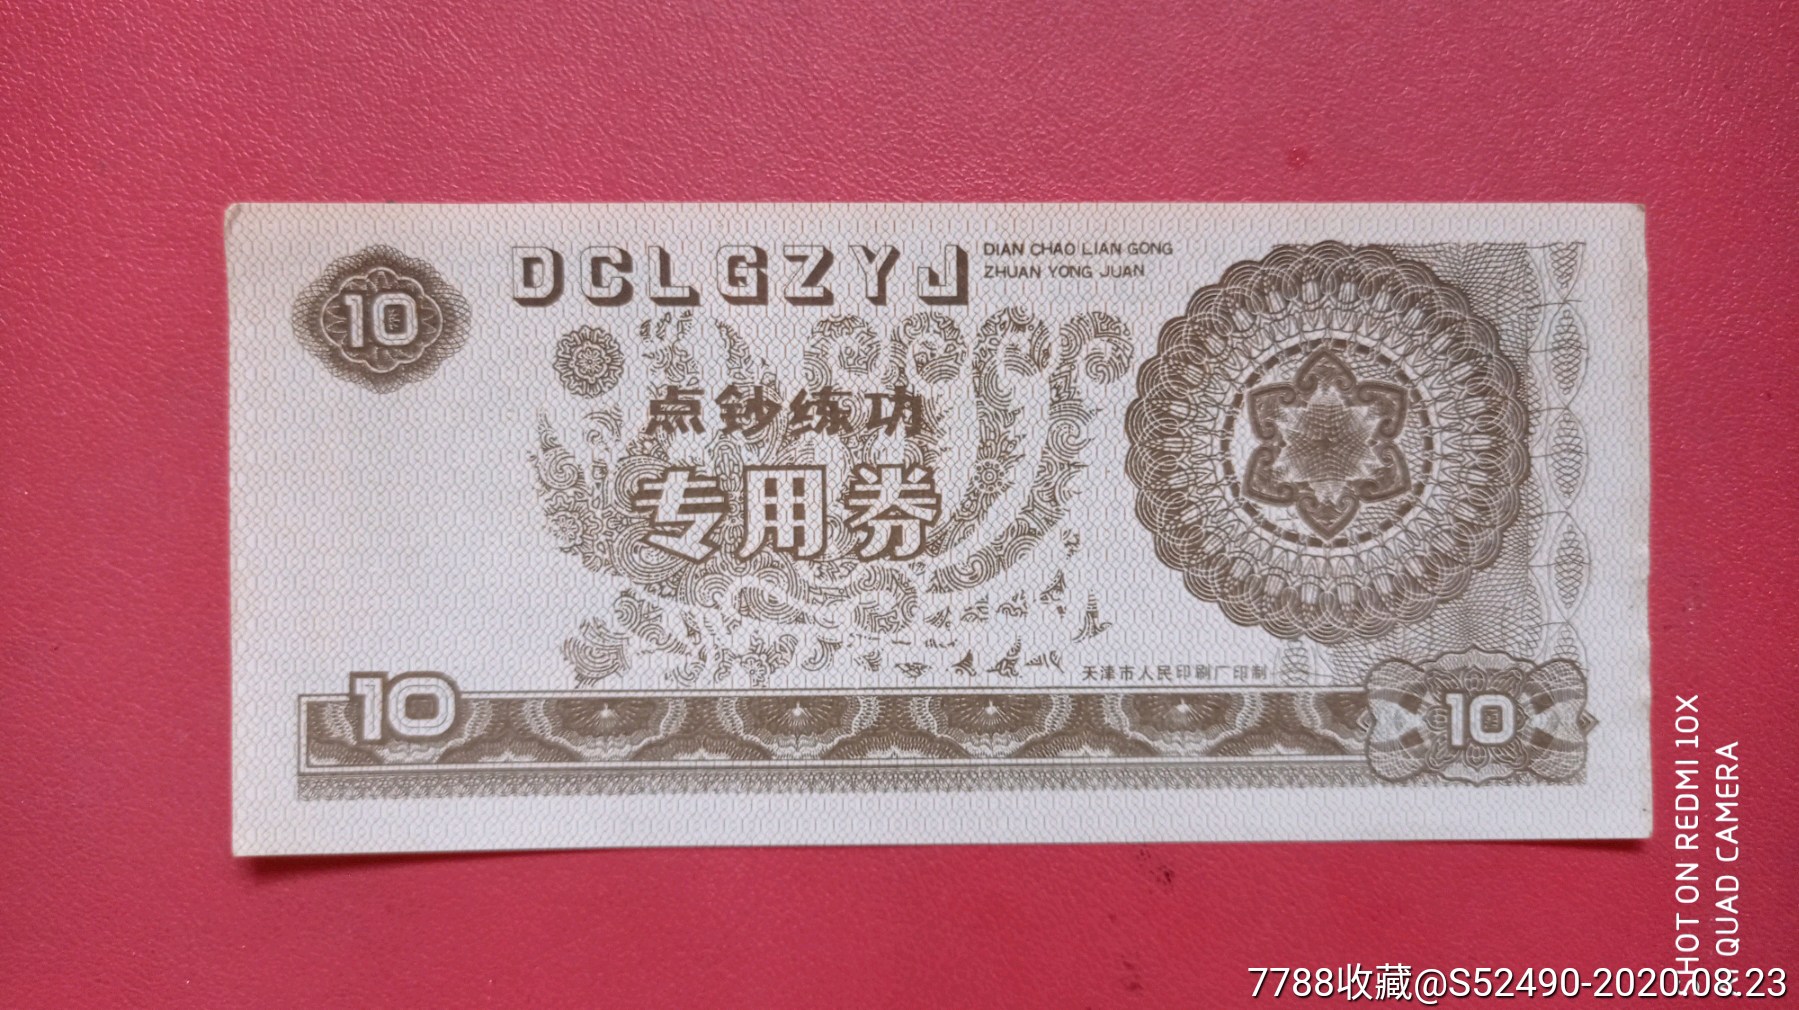 10
DCLGZYJ
DIAN CHAO LIAN GONG
ZHUAN YONG JUAN
点鈔练功
专用券
天津市人民印刷厂印制
10
10
SHOT ON REDMI 10X
AI QUAD CAMERA
7788收藏@S52490-2020.08.23